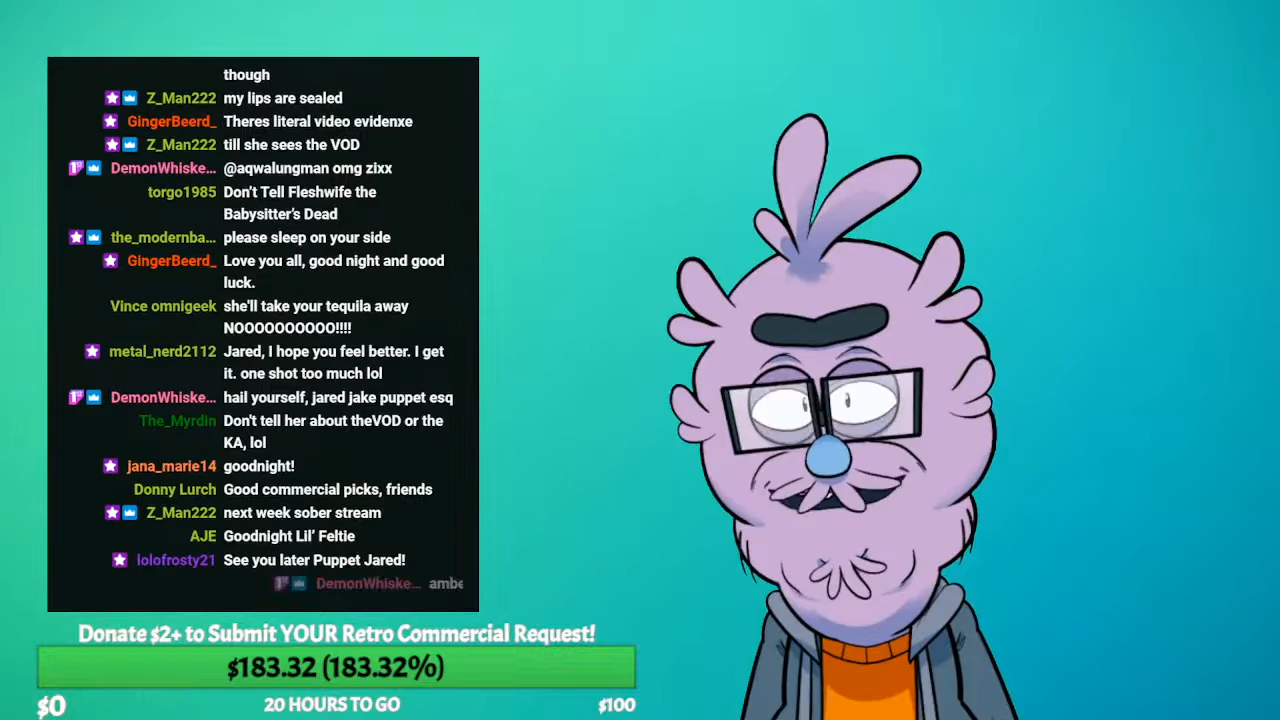 though
Z_Man222 my lips are sealed
GingerBeerd_ Theres literal video evidenxe
Z_Man222 till she sees the VOD
DemonWhiske... @aqwalungman omg zixx
torgo1985 Don't Tell Fleshwife the
Babysitter's Dead
the_modernba... please sleep on your side
GingerBeerd_ Love you all, good night and good
luck.
Vince omnigeek she'll take your tequila away
NOOOOOOOOOO!!!!
metal_nerd2112 Jared, I hope you feel better. I get
it. one shot too much lol
DemonWhiske... hail yourself, jared jake puppet esq
The_Myrdin Don't tell her about theVOD or the
KA, lol
jana_marie14 goodnight!
Donny Lurch Good commercial picks, friends
Z_Man222 next week sober stream
AJE Goodnight Lil' Feltie
lolofrosty21 See you later Puppet Jared!
DemonWhiske... ambe
Donate $2+ to Submit YOUR Retro Commercial Request!
$183.32 (183.32%)
$0 20 HOURS TO GO $100